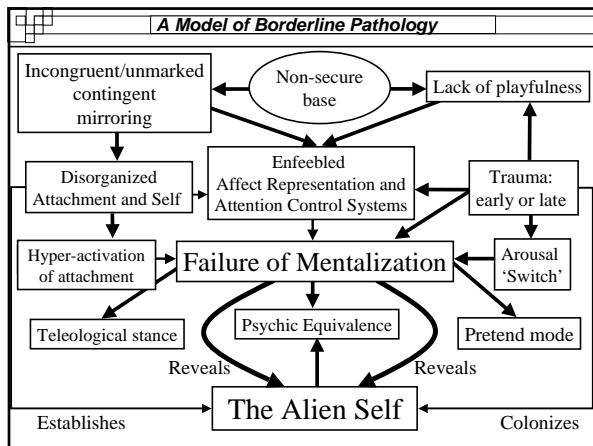 A Model of Borderline Pathology
Incongruent/unmarked
contingent
mirroring
Non-secure
base
Lack of playfulness
Disorganized
Attachment and Self
Enfeebled
Affect Representation and
Attention Control Systems
Trauma:
early or late
Hyper-activation
of attachment
Failure of Mentalization
Arousal
‘Switch’
Teleological stance
Psychic Equivalence
Pretend mode
Reveals
Reveals
Establishes
The Alien Self
Colonizes